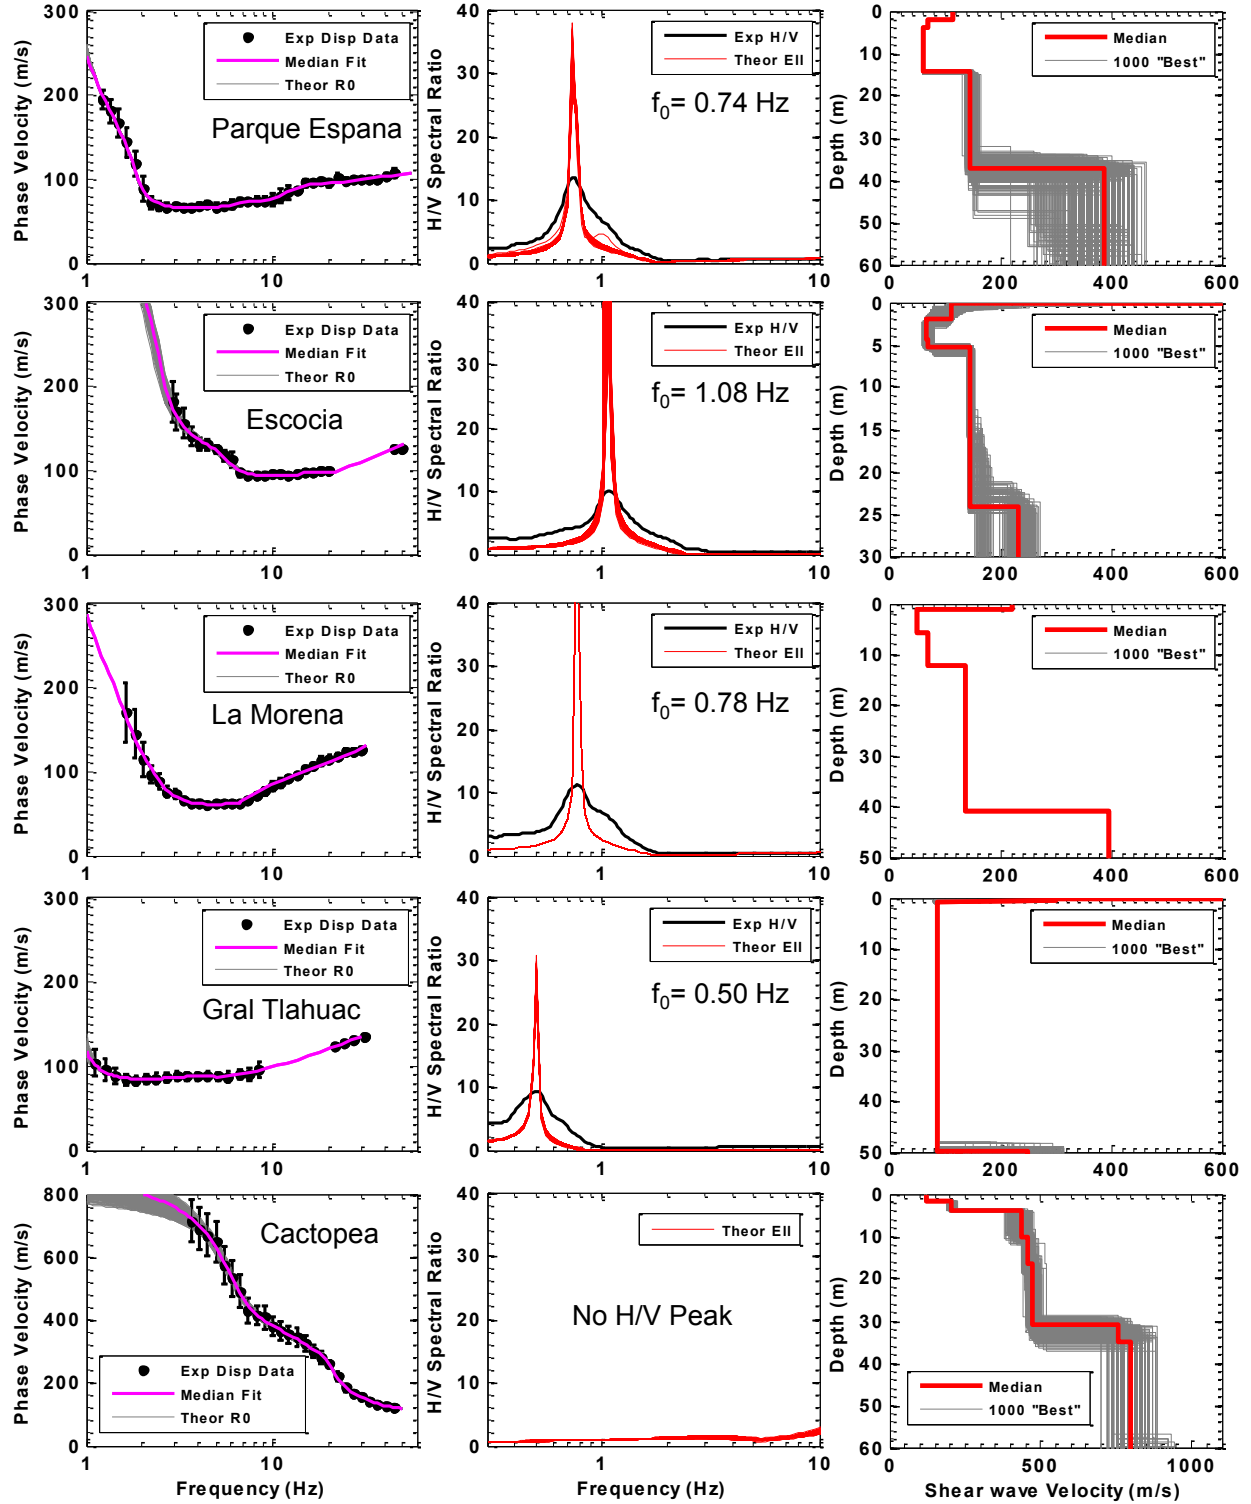 Phase Velocity (m/s)
300
200
100
0
1
10
Exp Disp Data
Median Fit
Theor R0
Parque Espana
H/V Spectral Ratio
40
30
20
10
0
1
10
Exp H/V
Theor Ell
f0= 0.74 Hz
Depth (m)
0
10
20
30
40
50
60
0
200
400
600
Median
1000 "Best"
Phase Velocity (m/s)
300
200
100
0
1
10
Exp Disp Data
Median Fit
Theor R0
Escocia
H/V Spectral Ratio
40
30
20
10
0
1
10
Exp H/V
Theor Ell
f0= 1.08 Hz
Depth (m)
0
5
10
15
20
25
30
0
200
400
600
Median
1000 "Best"
Phase Velocity (m/s)
300
200
100
0
1
10
Exp Disp Data
Median Fit
Theor R0
La Morena
H/V Spectral Ratio
40
30
20
10
0
1
10
Exp H/V
Theor Ell
f0= 0.78 Hz
Depth (m)
0
10
20
30
40
50
0
200
400
600
Median
1000 "Best"
Phase Velocity (m/s)
300
200
100
0
1
10
Exp Disp Data
Median Fit
Theor R0
Gral Tlahuac
H/V Spectral Ratio
40
30
20
10
0
1
10
Exp H/V
Theor Ell
f0= 0.50 Hz
Depth (m)
0
10
20
30
40
50
0
200
400
600
Median
1000 "Best"
Phase Velocity (m/s)
800
600
400
200
0
1
10
Cactopea
Exp Disp Data
Median Fit
Theor R0
Frequency (Hz)
H/V Spectral Ratio
40
30
20
10
0
1
10
Theor Ell
No H/V Peak
Frequency (Hz)
Depth (m)
0
10
20
30
40
50
60
0
500
1000
Median
1000 "Best"
Shear wave Velocity (m/s)